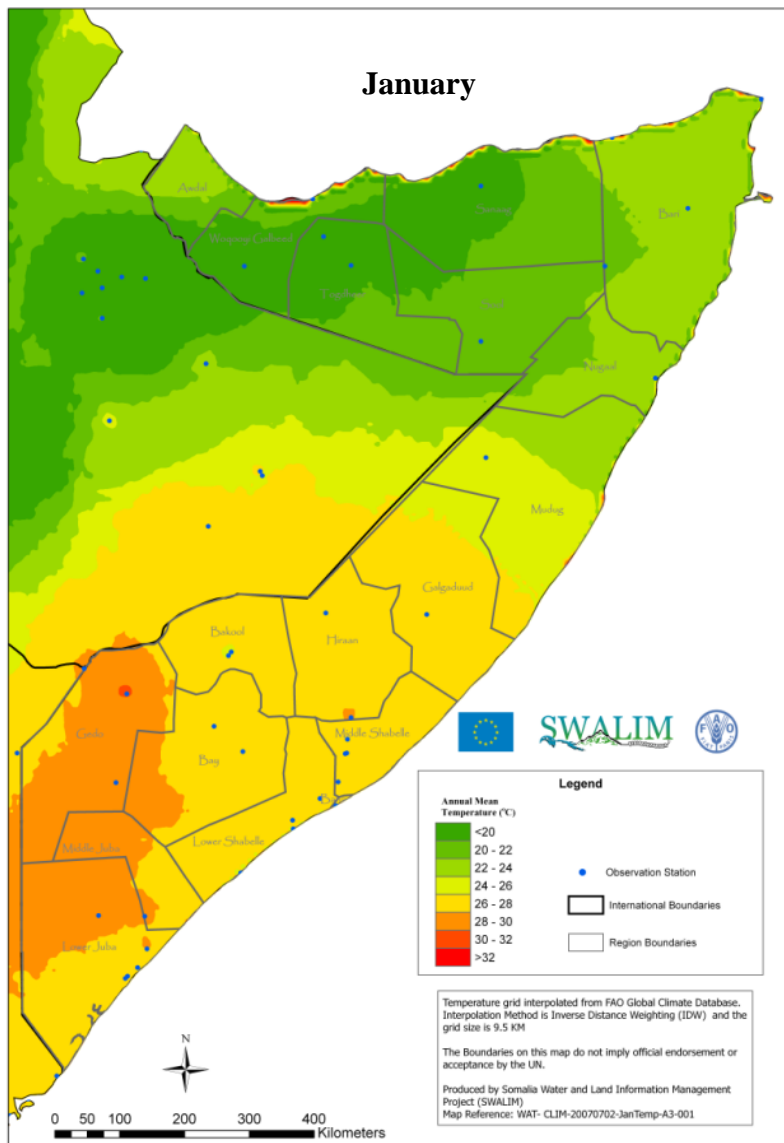 January
Awdal
Woqooyi Galbeed
Togdheer
Sanaag
Bari
Sool
Nugaal
Mudug
Galgaduud
Hiraan
Bakool
Gedo
Bay
Middle Shabelle
Lower Shabelle
Middle Juba
Lower Juba
SWALIM
FAO
FIAT PANIS
Legend
Annual Mean
Temperature (°C)
<20
20 - 22
22 - 24
24 - 26
26 - 28
28 - 30
30 - 32
>32
Observation Station
International Boundaries
Region Boundaries
Temperature grid interpolated from FAO Global Climate Database.
Interpolation Method is Inverse Distance Weighting (IDW) and the
grid size is 9.5 KM
The Boundaries on this map do not imply official endorsement or
acceptance by the UN.
Produced by Somalia Water and Land Information Management
Project (SWALIM)
Map Reference: WAT- CLIM-20070702-JanTemp-A3-001
N
0 50 100 200 300 400
Kilometers